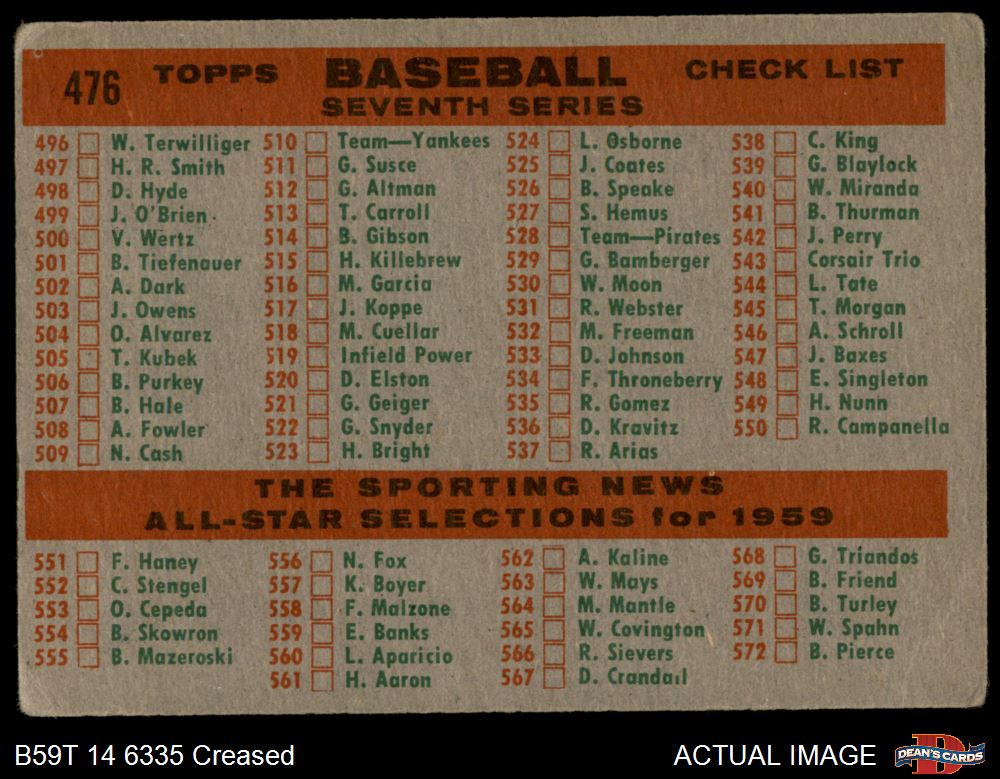 476 TOPPS BASEBALL CHECK LIST
SEVENTH SERIES
496 W. Terwilliger
497 H. R. Smith
498 D. Hyde
499 J. O'Brien
500 V. Wertz
501 B. Tiefenauer
502 A. Dark
503 J. Owens
504 O. Alvarez
505 T. Kubek
506 B. Purkey
507 B. Hale
508 A. Fowler
509 N. Cash
510 Team—Yankees
511 G. Susce
512 G. Altman
513 T. Carroll
514 B. Gibson
515 H. Killebrew
516 M. Garcia
517 J. Koppe
518 M. Cuellar
519 Infield Power
520 D. Elston
521 G. Geiger
522 G. Snyder
523 H. Bright
524 L. Osborne
525 J. Coates
526 B. Speake
527 S. Hemus
528 Team—Pirates
529 G. Bamberger
530 W. Moon
531 R. Webster
532 M. Freeman
533 D. Johnson
534 F. Throneberry
535 R. Gomez
536 D. Kravitz
537 R. Arias
538 C. King
539 G. Blaylock
540 W. Miranda
541 B. Thurman
542 J. Perry
543 Corsair Trio
544 L. Tate
545 T. Morgan
546 A. Schroll
547 J. Baxes
548 E. Singleton
549 H. Nunn
550 R. Campanella
THE SPORTING NEWS
ALL-STAR SELECTIONS for 1959
551 F. Haney
552 C. Stengel
553 O. Cepeda
554 B. Skowron
555 B. Mazeroski
556 N. Fox
557 K. Boyer
558 F. Malzone
559 E. Banks
560 L. Aparicio
561 H. Aaron
562 A. Kaline
563 W. Mays
564 M. Mantle
565 W. Covington
566 R. Sievers
567 D. Crandall
568 G. Triandos
569 B. Friend
570 B. Turley
571 W. Spahn
572 B. Pierce
B59T 14 6335 Creased
ACTUAL IMAGE
DEAN'S CARDS